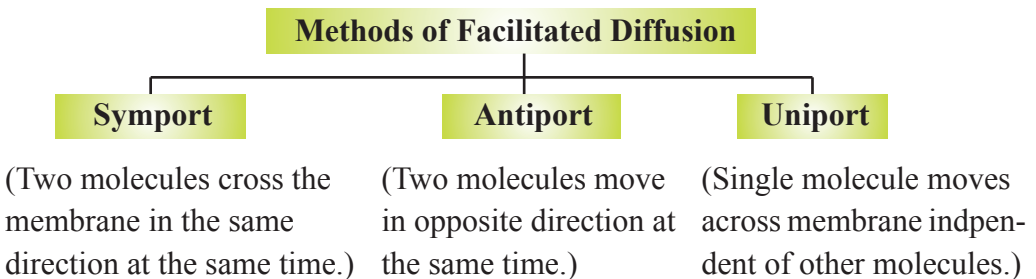 Methods of Facilitated Diffusion
Symport
Antiport
Uniport
(Two molecules cross the
membrane in the same
direction at the same time.)
(Two molecules move
in opposite direction at
the same time.)
(Single molecule moves
across membrane indpen-
dent of other molecules.)